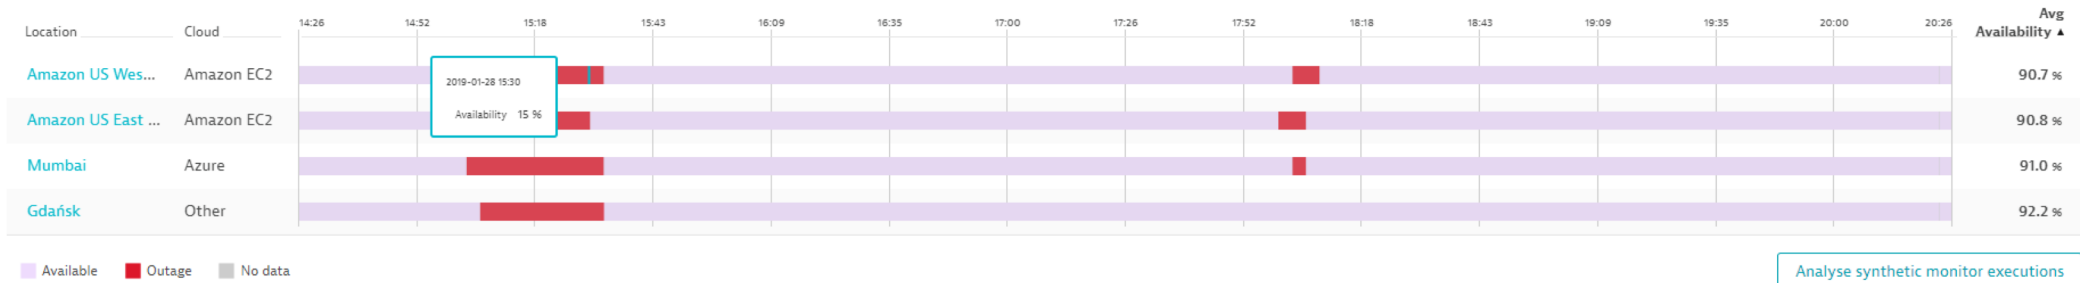 14:26 14:52 15:18 15:43 16:09 16:35 17:00 17:26 17:52 18:18 18:43 19:09 19:35 20:00 20:26 Avg
Location Cloud Availability ▲
Amazon US Wes... Amazon EC2 90.7 %
2019-01-28 15:30
Availability 15 %
Amazon US East ... Amazon EC2 90.8 %
Mumbai Azure 91.0 %
Gdańsk Other 92.2 %
Available Outage No data
Analyse synthetic monitor executions